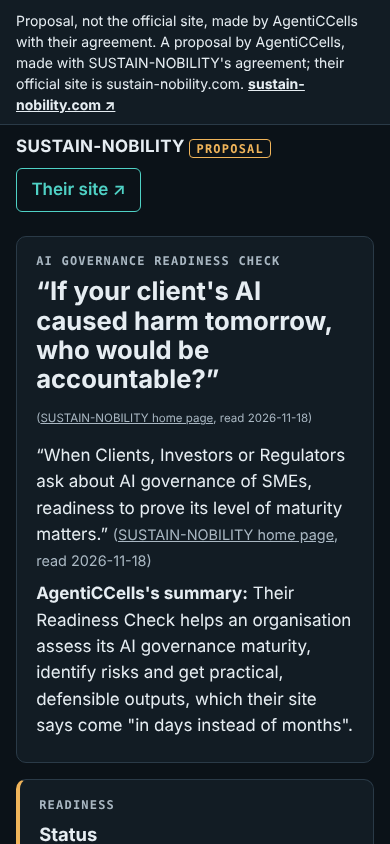 Proposal, not the official site, made by AgentiCCells
with their agreement. A proposal by AgentiCCells,
made with SUSTAIN-NOBILITY's agreement; their
official site is sustain-nobility.com. sustain-
nobility.com ↗
SUSTAIN-NOBILITY PROPOSAL
Their site ↗
AI GOVERNANCE READINESS CHECK
“If your client's AI
caused harm tomorrow,
who would be
accountable?”
(SUSTAIN-NOBILITY home page, read 2026-11-18)
“When Clients, Investors or Regulators
ask about AI governance of SMEs,
readiness to prove its level of maturity
matters.” (SUSTAIN-NOBILITY home page,
read 2026-11-18)
AgentiCCells's summary: Their
Readiness Check helps an organisation
assess its AI governance maturity,
identify risks and get practical,
defensible outputs, which their site
says come "in days instead of months".
READINESS
Status